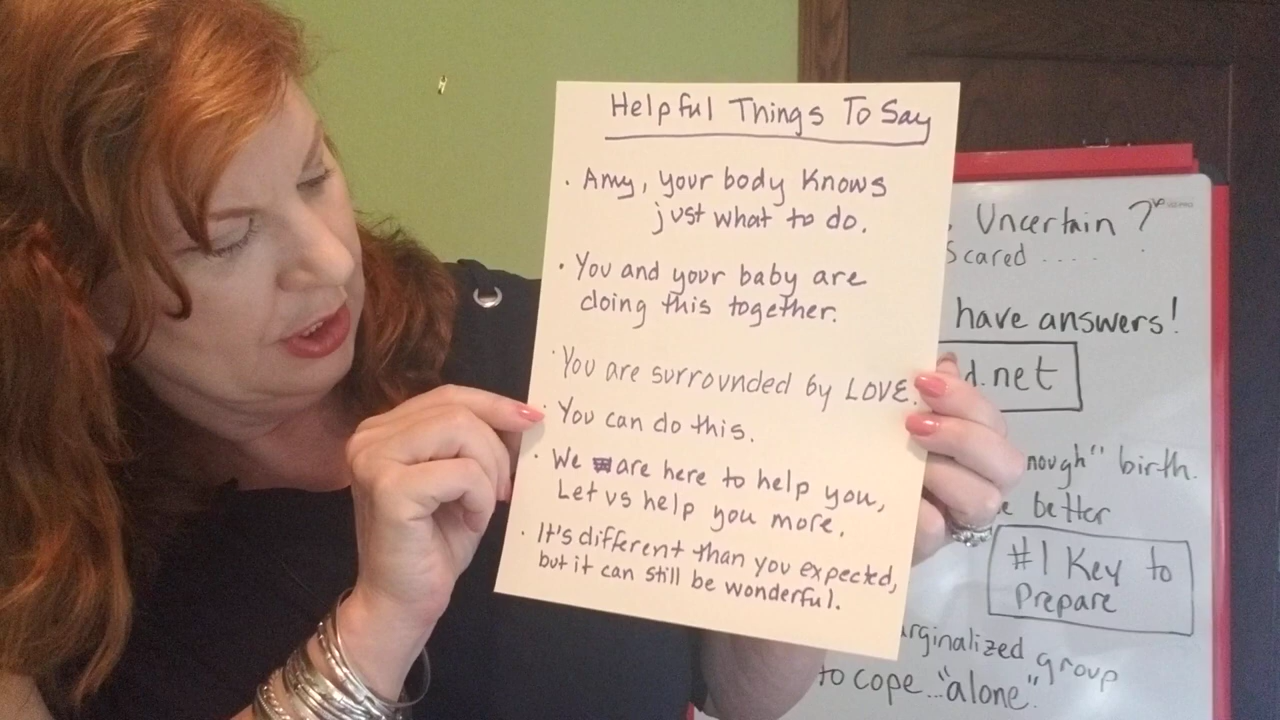 Helpful Things To Say
· Amy, your body Knows
just what to do.
· You and your baby are
doing this together.
· You are surrounded by LOVE.
· You can do this.
· We are here to help you,
Let us help you more.
· It's different than you expected,
but it can still be wonderful.
Uncertain?
Scared .....
have answers!
d.net
nough" birth.
better
#1 Key to
Prepare
arginalized group
to cope..."alone"